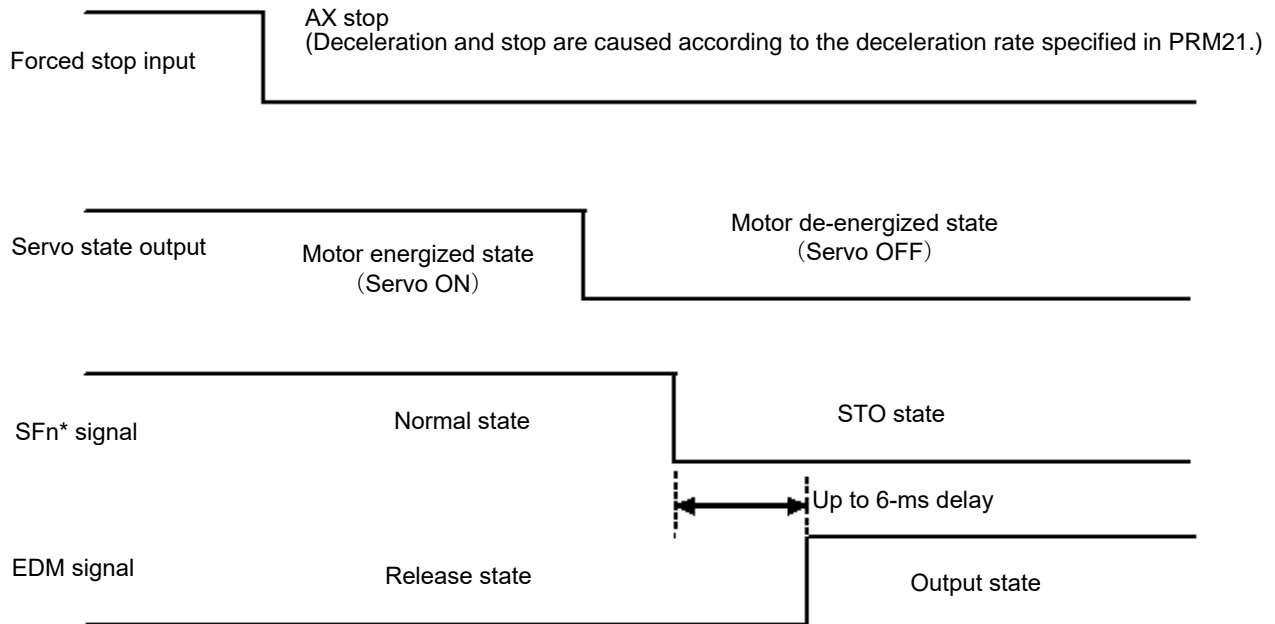 AX stop
(Deceleration and stop are caused according to the deceleration rate specified in PRM21.)
Forced stop input
Servo state output
Motor energized state
（Servo ON）
Motor de-energized state
（Servo OFF）
SFn* signal
Normal state
STO state
Up to 6-ms delay
EDM signal
Release state
Output state